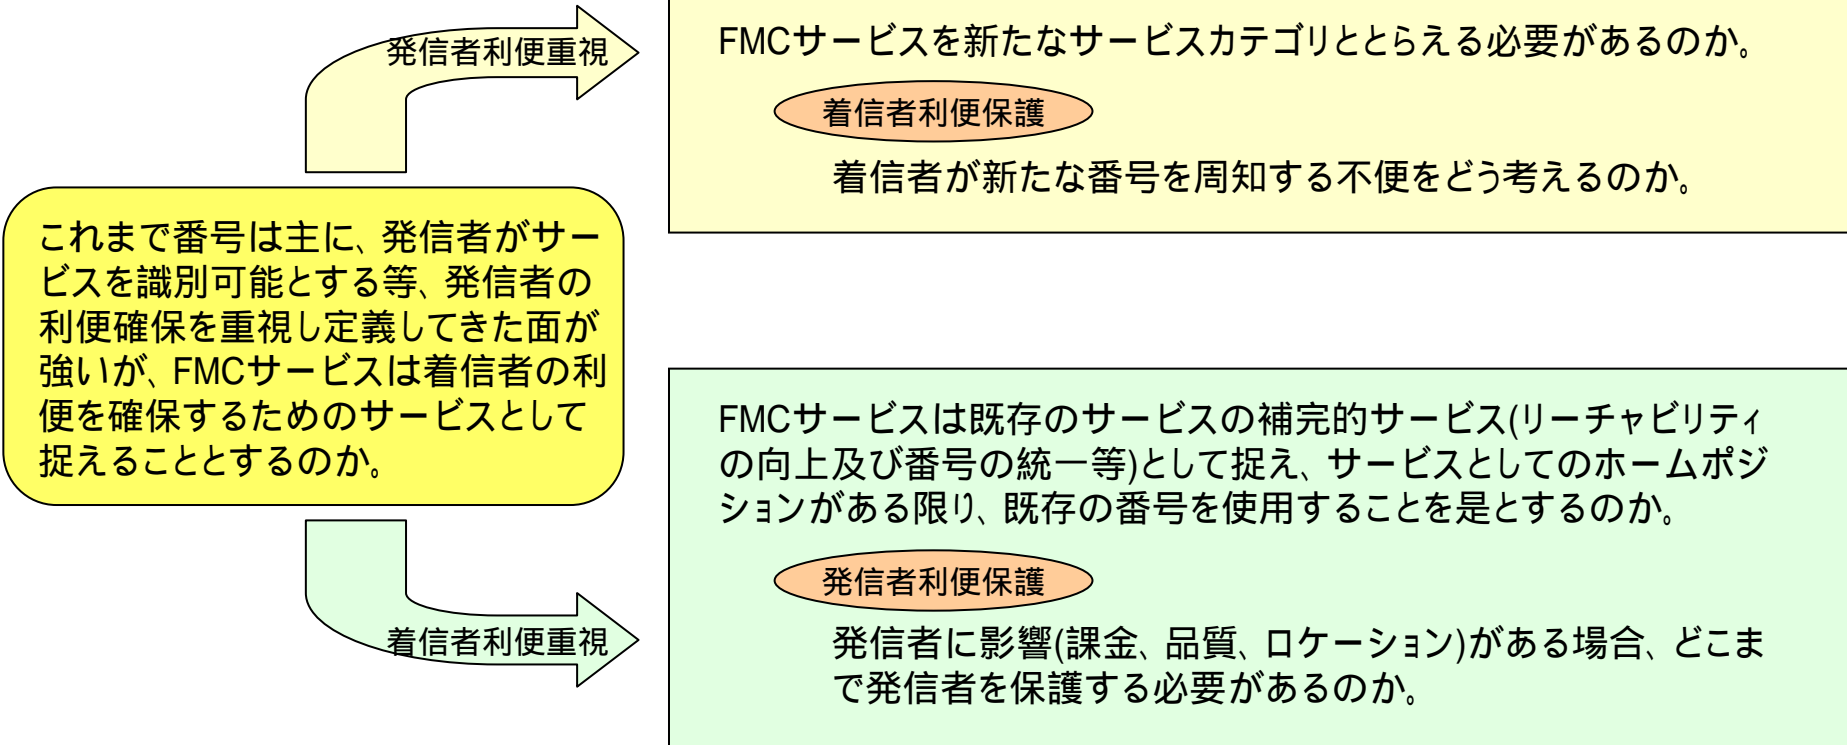 発信者利便重視
FMCサービスを新たなサービスカテゴリととらえる必要があるのか。
着信者利便保護
着信者が新たな番号を周知する不便をどう考えるのか。
これまで番号は主に、発信者がサー
ビスを識別可能とする等、発信者の
利便確保を重視し定義してきた面が
強いが、FMCサービスは着信者の利
便を確保するためのサービスとして
捉えることとするのか。
着信者利便重視
FMCサービスは既存のサービスの補完的サービス(リーチャビリティ
の向上及び番号の統一等)として捉え、サービスとしてのホームポジ
ションがある限り、既存の番号を使用することを是とするのか。
発信者利便保護
発信者に影響(課金、品質、ロケーション)がある場合、どこま
で発信者を保護する必要があるのか。